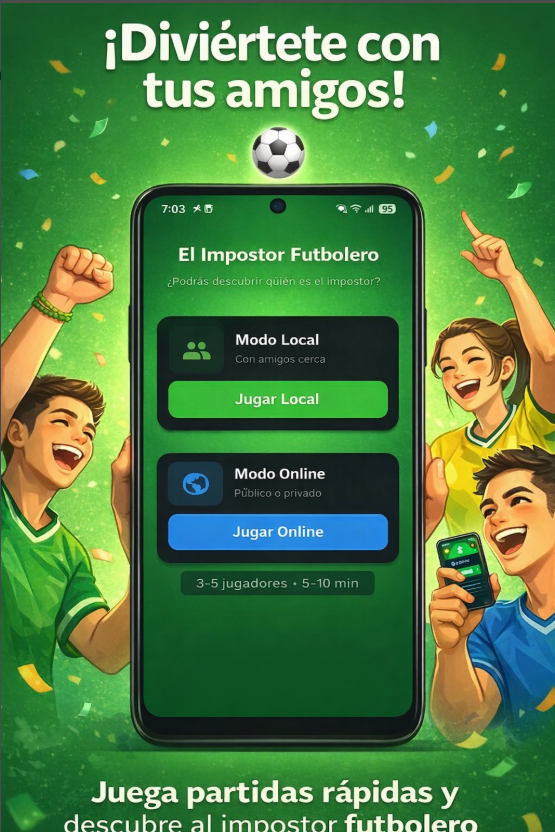 ¡Diviértete con
tus amigos!
7:03
95
El Impostor Futbolero
¿Podrás descubrir quién es el impostor?
Modo Local
Con amigos cerca
Jugar Local
Modo Online
Público o privado
Jugar Online
3-5 jugadores • 5-10 min
Juega partidas rápidas y
descubre al impostor futbolero